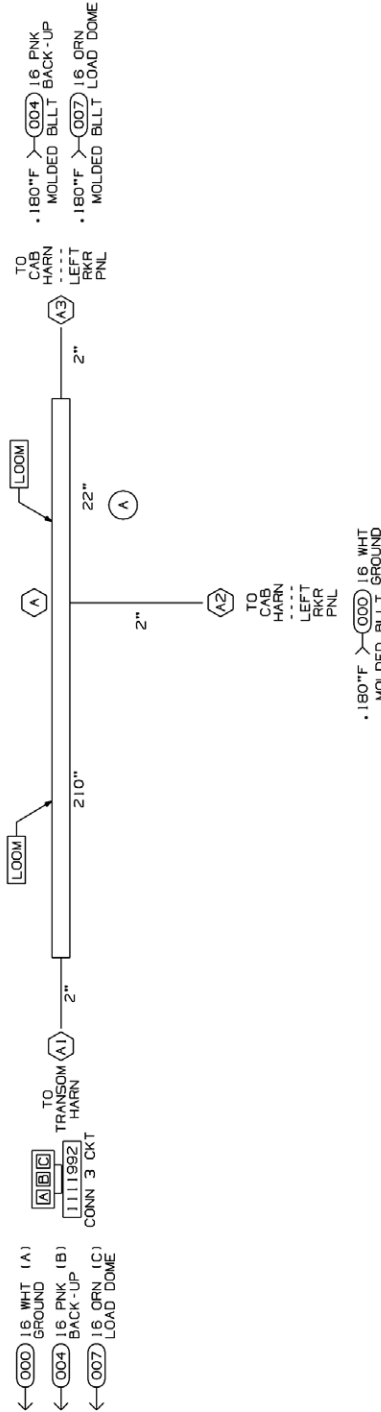 000 16 WHT (A)
GROUND
004 16 PNK (B)
BACK-UP
007 16 ORN (C)
LOAD DOME
A B C
1111992
CONN 3 CKT
TO
TRANSOM
HARN
A1
2"
LOOM
210"
A
LOOM
22"
A
2"
A2
TO
CAB
HARN
-----
LEFT
RKR
PNL
.180"F 000 16 WHT
MOLDED BLLT GROUND
2"
A3
TO
CAB
HARN
-----
LEFT
RKR
PNL
.180"F 004 16 PNK
MOLDED BLLT BACK-UP
.180"F 007 16 ORN
MOLDED BLLT LOAD DOME